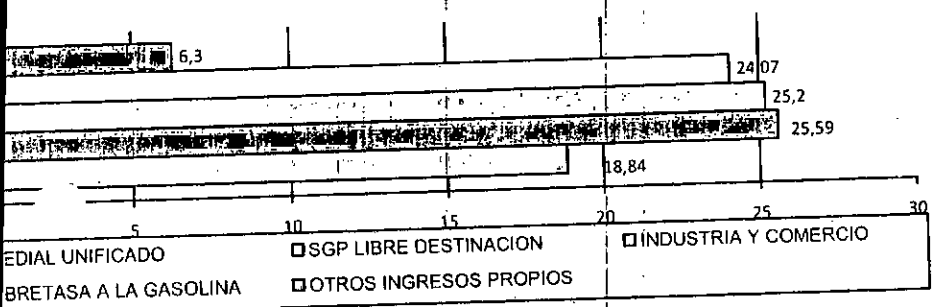 6,3
24,07
25,2
25,59
18,84
5 10 15 20 25 30
EDIAL UNIFICADO □SGP LIBRE DESTINACION □INDUSTRIA Y COMERCIO
BRETASA A LA GASOLINA □OTROS INGRESOS PROPIOS